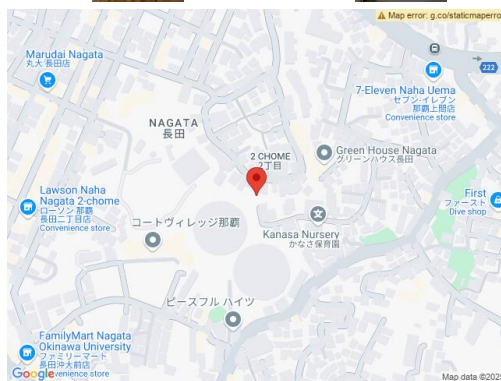 Map error: g.co/staticmaperro
Marudai Nagata
丸大 長田店
222
7-Eleven Naha Uema
セブン-イレブン
那覇上間店
Convenience store
NAGATA
長田
2 CHOME
2丁目
Green House Nagata
グリーンハウス長田
Lawson Naha
Nagata 2-chome
ローソン 那覇
長田二丁目店
Convenience store
コートヴィレッジ那覇
Kanasa Nursery
かなさ保育園
First
ファースト
Dive shop
ピースフル ハイツ
FamilyMart Nagata
Okinawa University
ファミリーマート
長田沖大前店
Convenience store
Google
Map data ©2025